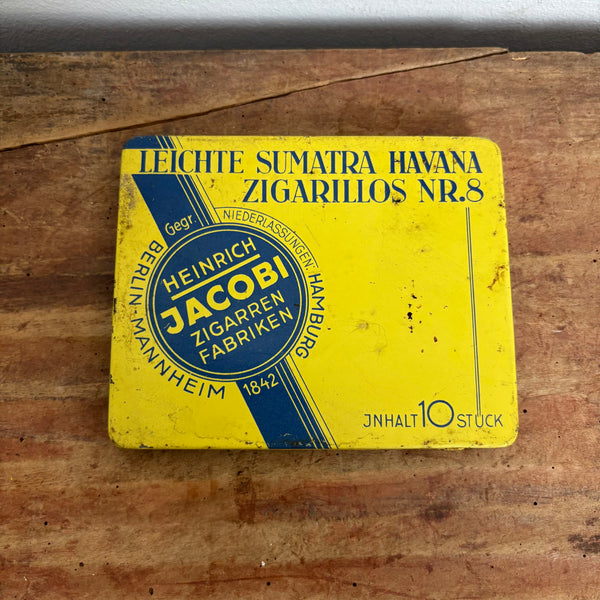 LEICHTE SUMATRA HAVANA
ZIGARILLOS NR.8
Gegr.
NIEDERLASSUNGEN:
HAMBURG
BERLIN-MANNHEIM
1842
HEINRICH
JACOBI
ZIGARREN
FABRIKEN
JNHALT 10 STÜCK